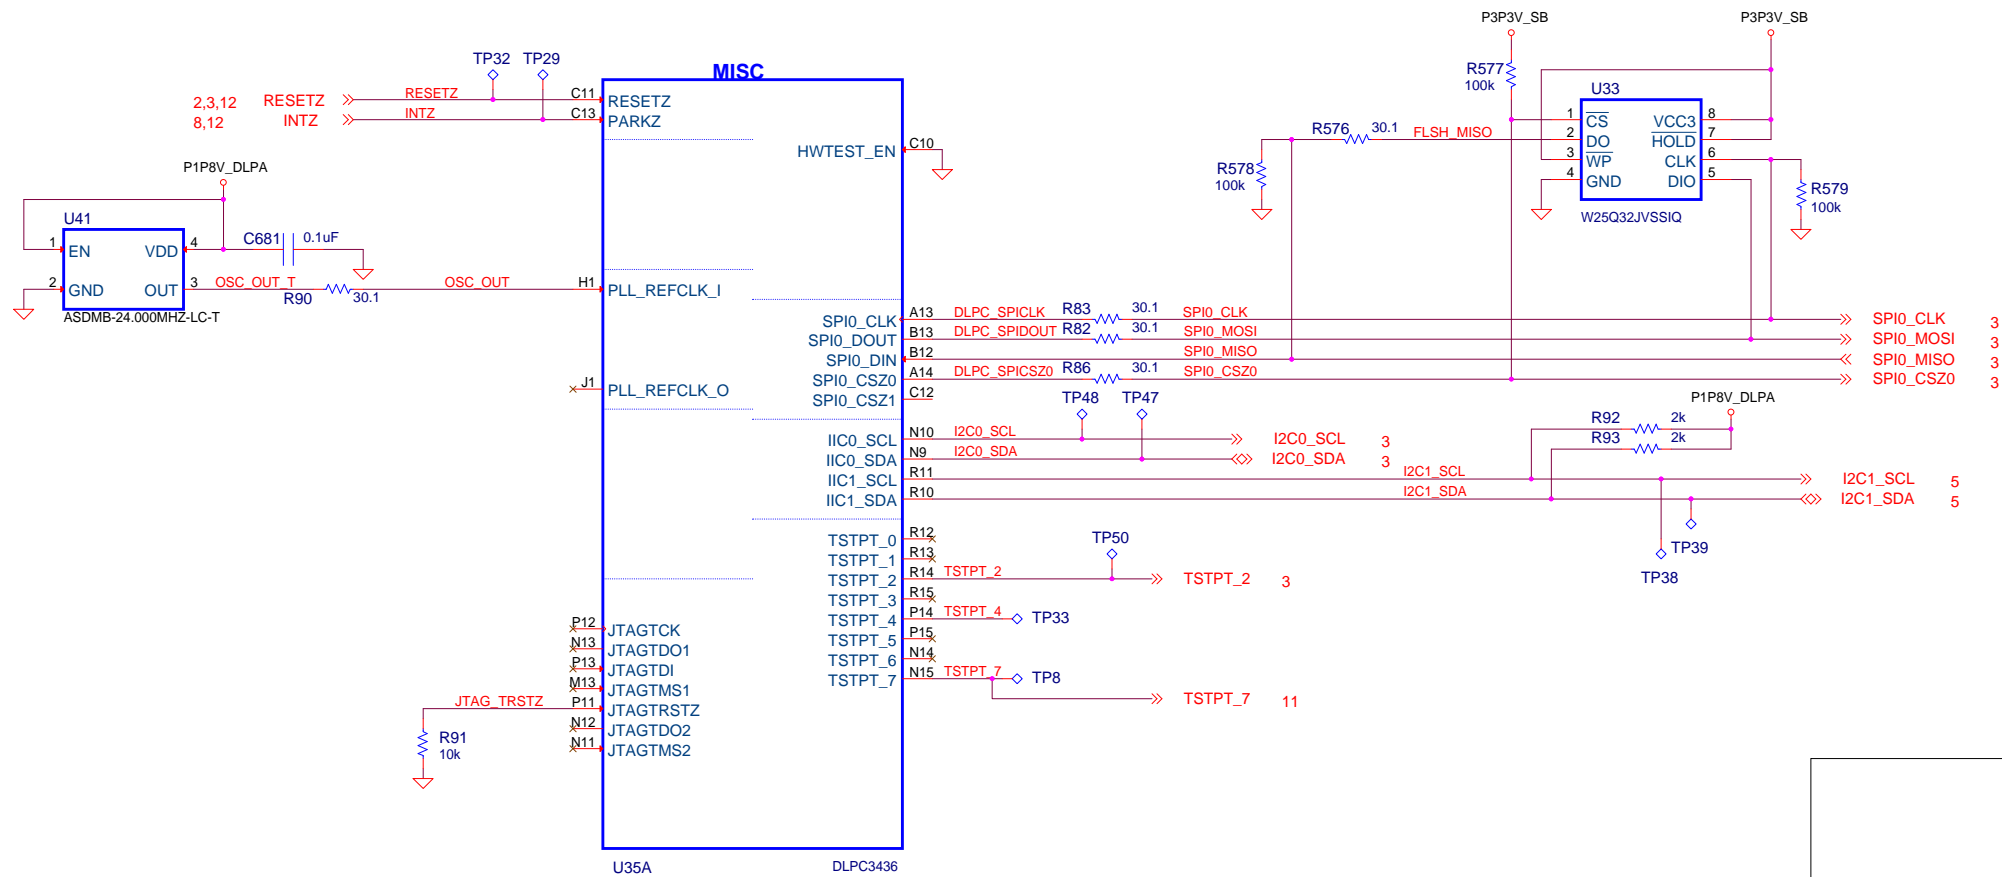 P3P3V_SB P3P3V_SB
TP32 TP29
MISC
R577
100k
U33
2,3,12 RESETZ RESETZ C11 RESETZ
8,12 INTZ INTZ C13 PARKZ
1 CS VCC3 8
2 DO HOLD 7
3 WP CLK 6
4 GND DIO 5
W25Q32JVSSIQ
R576 30.1 FLSH_MISO
R578
100k
R579
100k
HWTEST_EN C10
P1P8V_DLPA
U41
1 EN VDD 4
2 GND OUT 3
ASDMB-24.000MHZ-LC-T
C681 0.1uF
OSC_OUT_T R90 30.1 OSC_OUT H1 PLL_REFCLK_I
J1 PLL_REFCLK_O
SPI0_CLK A13 DLPC_SPICLK R83 30.1 SPI0_CLK SPI0_CLK 3
SPI0_DOUT B13 DLPC_SPIDOUT R82 30.1 SPI0_MOSI SPI0_MOSI 3
SPI0_DIN B12 SPI0_MISO SPI0_MISO 3
SPI0_CSZ0 A14 DLPC_SPICSZ0 R86 30.1 SPI0_CSZ0 SPI0_CSZ0 3
SPI0_CSZ1 C12
TP48 TP47
P1P8V_DLPA
R92 2k
R93 2k
IIC0_SCL N10 I2C0_SCL I2C0_SCL 3
IIC0_SDA N9 I2C0_SDA I2C0_SDA 3
IIC1_SCL R11 I2C1_SCL I2C1_SCL 5
IIC1_SDA R10 I2C1_SDA I2C1_SDA 5
TP39
TP38
TSTPT_0 R12
TSTPT_1 R13
TP50
TSTPT_2 R14 TSTPT_2 TSTPT_2 3
TSTPT_3 R15
TSTPT_4 P14 TSTPT_4 TP33
TSTPT_5 P15
TSTPT_6 N14
TSTPT_7 N15 TSTPT_7 TP8
TSTPT_7 11
P12 JTAGTCK
N13 JTAGTDO1
P13 JTAGTDI
M13 JTAGTMS1
JTAG_TRSTZ P11 JTAGTRSTZ
N12 JTAGTDO2
N11 JTAGTMS2
R91
10k
U35A DLPC3436